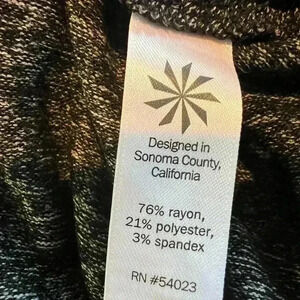 Designed in
Sonoma County,
California
76% rayon,
21% polyester,
3% spandex
RN #54023